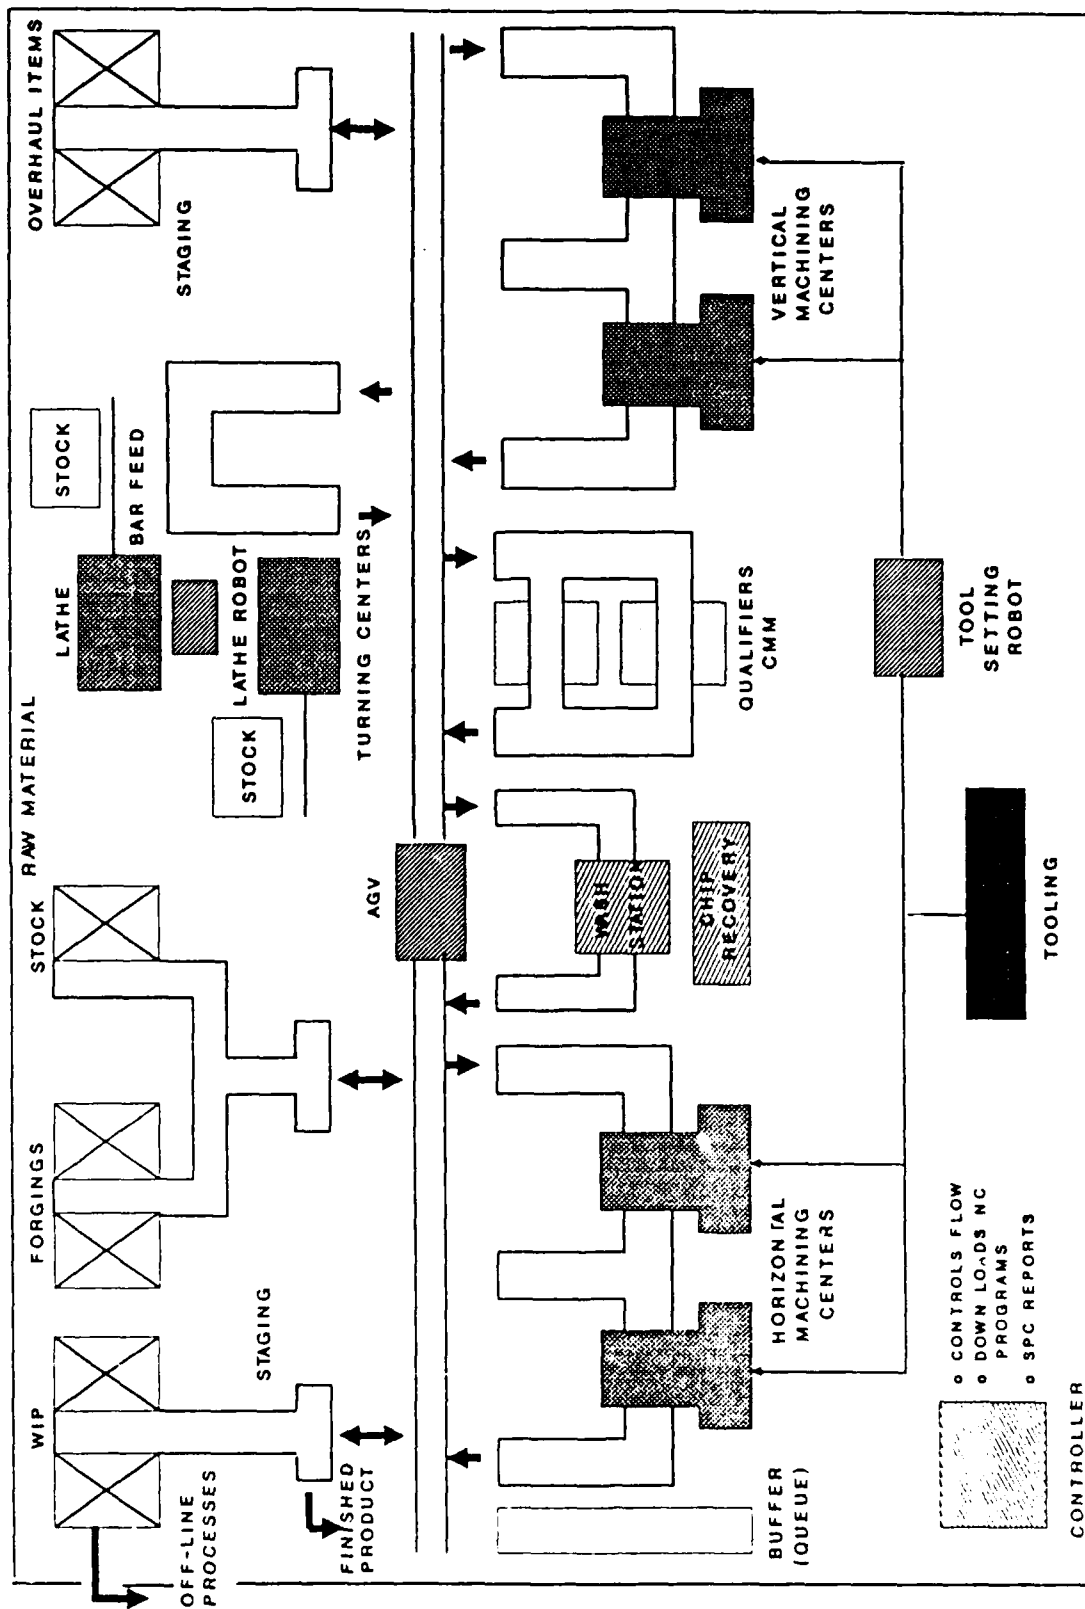 WIP
FORGINGS
STOCK
RAW MATERIAL
LATHE
STOCK
BAR FEED
OVERHAUL ITEMS
OFF-LINE
PROCESSES
STAGING
STOCK
LATHE ROBOT
STAGING
FINISHED
PRODUCT
AGV
TURNING CENTERS
WASH
STATION
CHIP
RECOVERY
BUFFER
(QUEUE)
HORIZONTAL
MACHINING
CENTERS
QUALIFIERS
CMM
VERTICAL
MACHINING
CENTERS
CONTROLLER
o CONTROLS FLOW
o DOWN LOADS NC
PROGRAMS
o SPC REPORTS
TOOLING
TOOL
SETTING
ROBOT